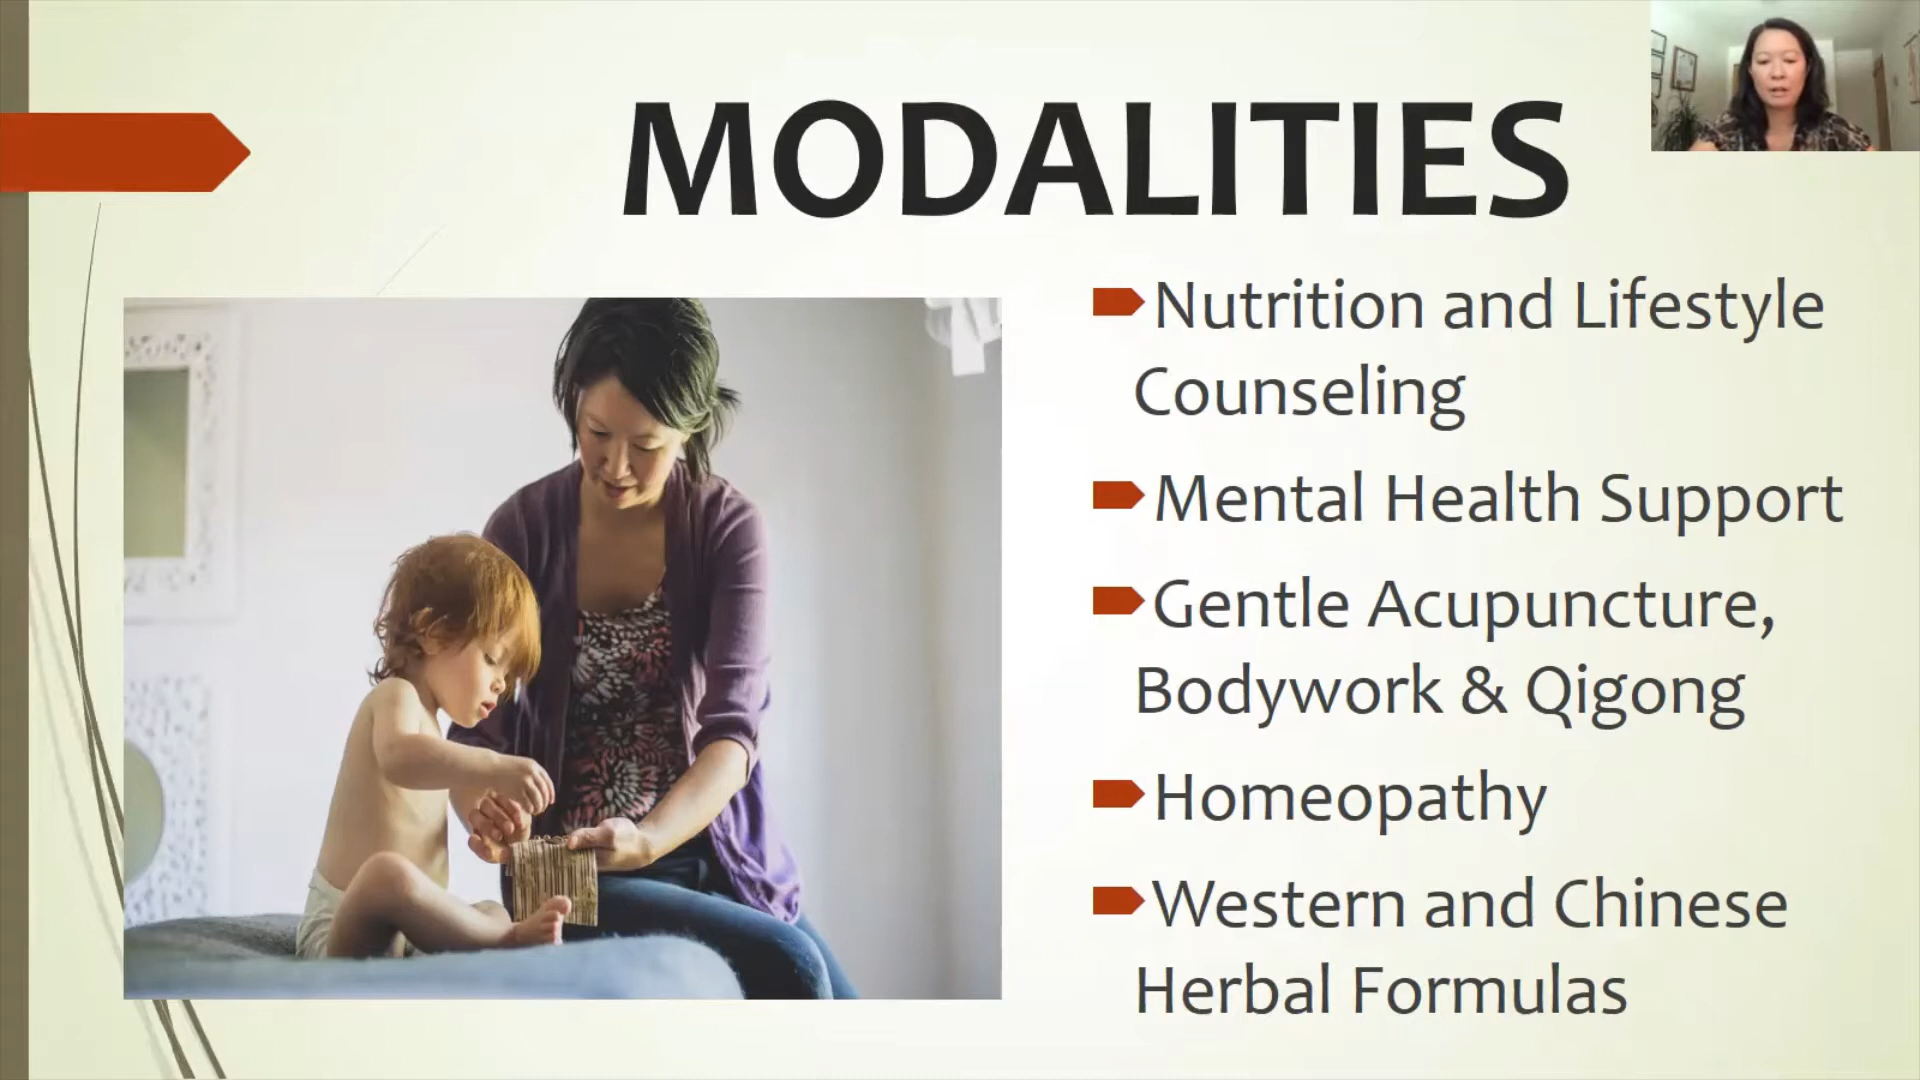 MODALITIES
Nutrition and Lifestyle
Counseling
Mental Health Support
Gentle Acupuncture,
Bodywork & Qigong
Homeopathy
Western and Chinese
Herbal Formulas